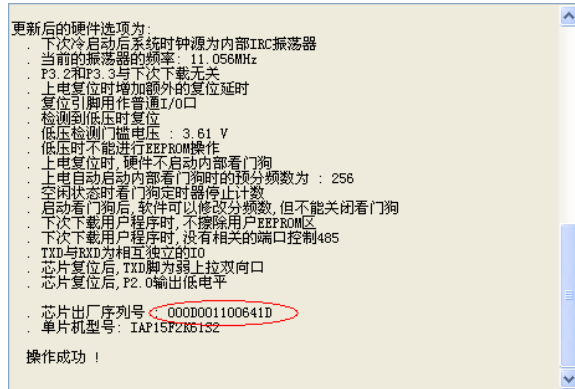 更新后的硬件选项为:
. 下次冷启动后系统时钟源为内部IRC振荡器
. 当前的振荡器的频率: 11.056MHz
. P3.2和P3.3与下次下载无关
. 上电复位时增加额外的复位延时
. 复位引脚用作普通I/O口
. 检测到低压时复位
. 低压检测门槛电压 : 3.61 V
. 低压时不能进行EEPROM操作
. 上电复位时,硬件不启动内部看门狗
. 上电自动启动内部看门狗时的预分频数为 : 256
. 空闲状态时看门狗定时器停止计数
. 启动看门狗后,软件可以修改分频数,但不能关闭看门狗
. 下次下载用户程序时,不擦除用户EEPROM区
. 下次下载用户程序时,没有相关的端口控制485
. TXD与RXD为相互独立的IO
. 芯片复位后,TXD脚为弱上拉双向口
. 芯片复位后,P2.0输出低电平
. 芯片出厂序列号 : 000D001100641D
. 单片机型号: IAP15F2K61S2
操作成功 !